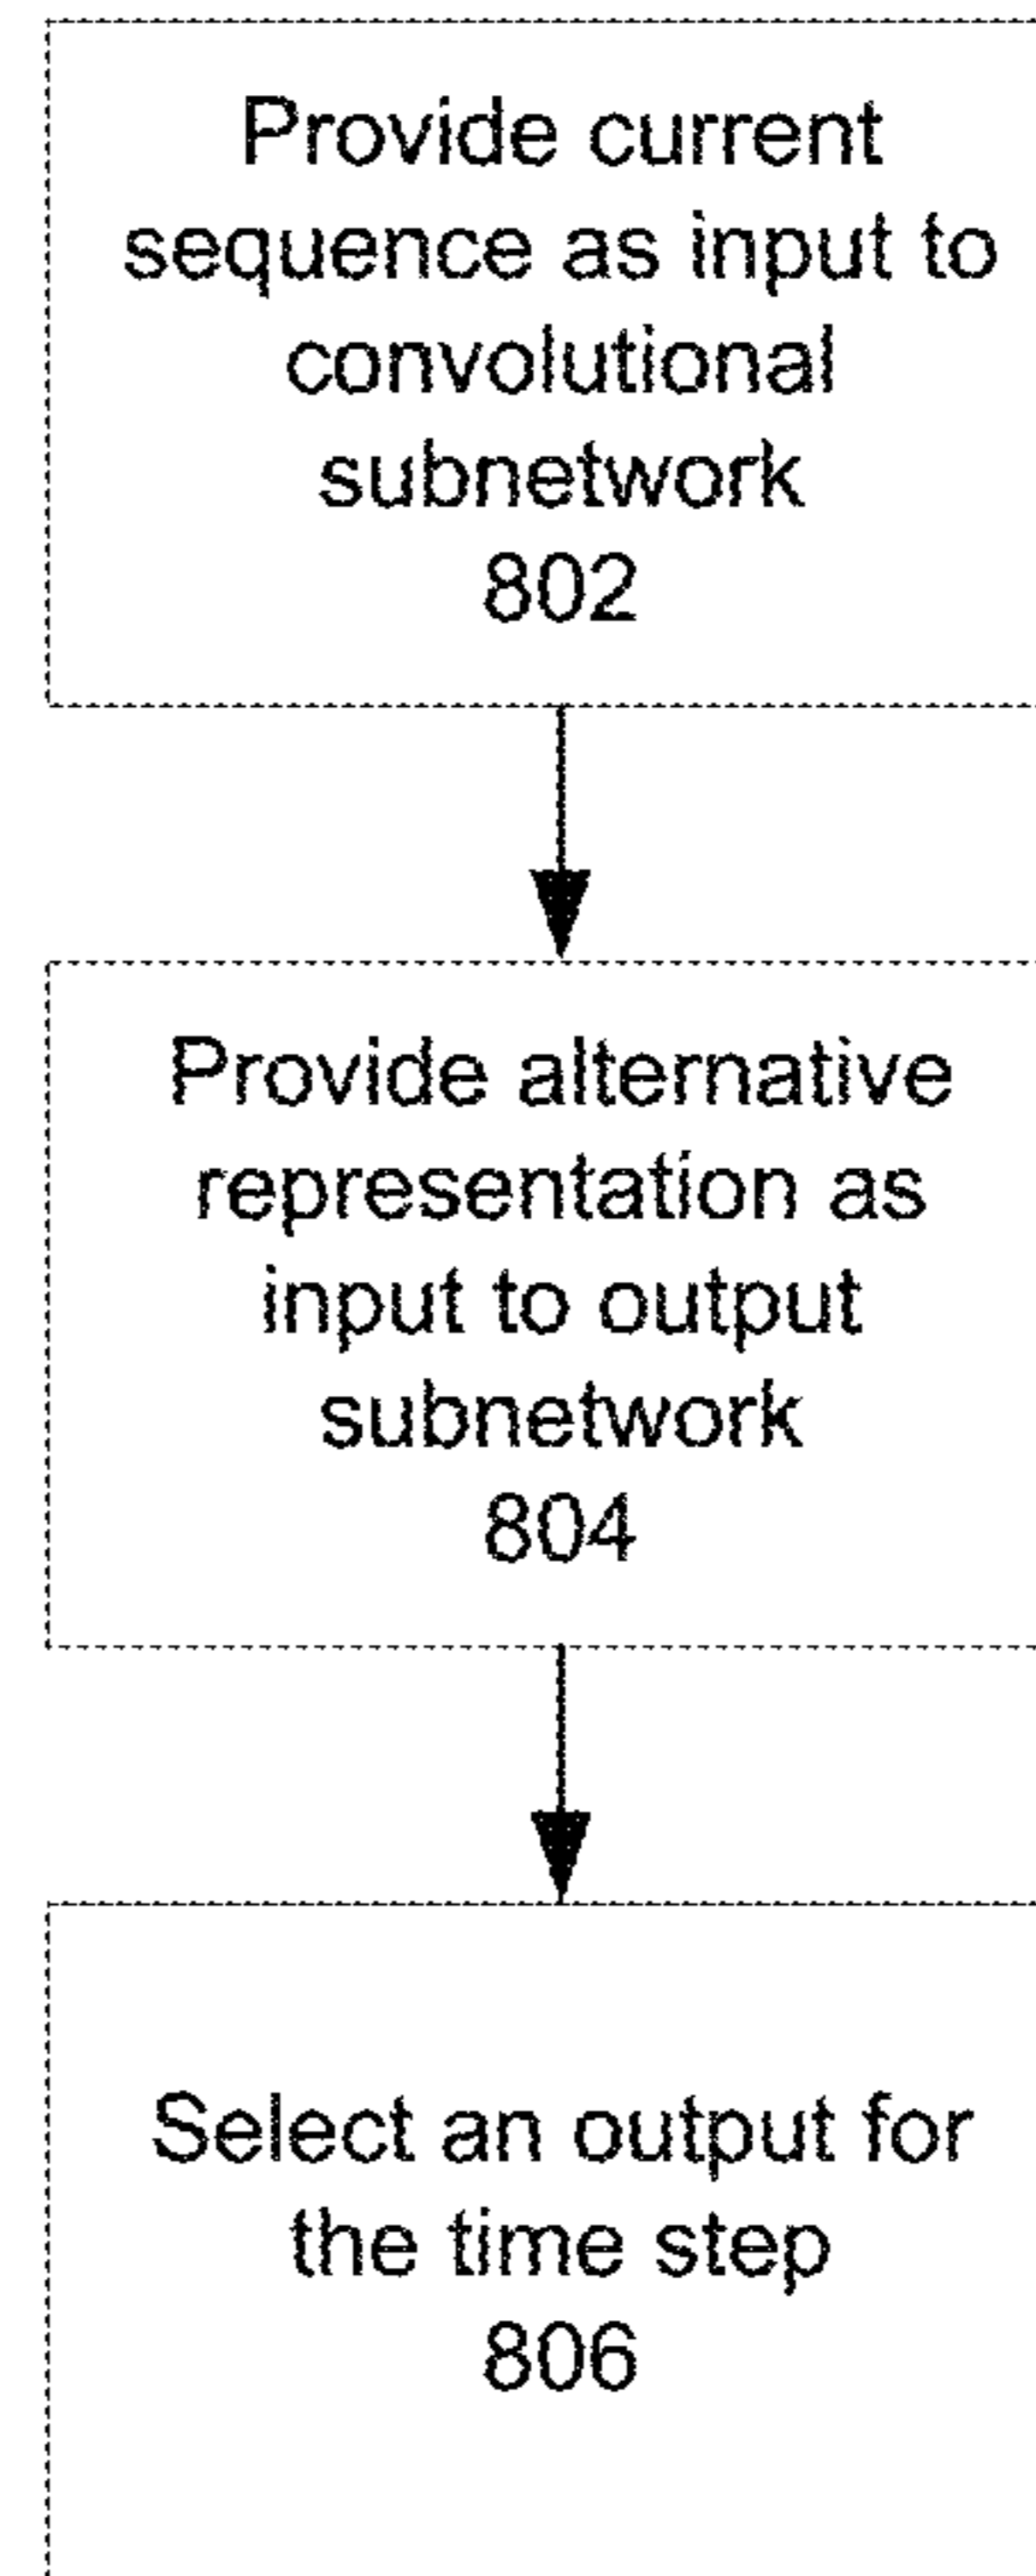 Provide current
sequence as input to
convolutional
subnetwork
802
Provide alternative
representation as
input to output
subnetwork
804
Select an output for
the time step
806